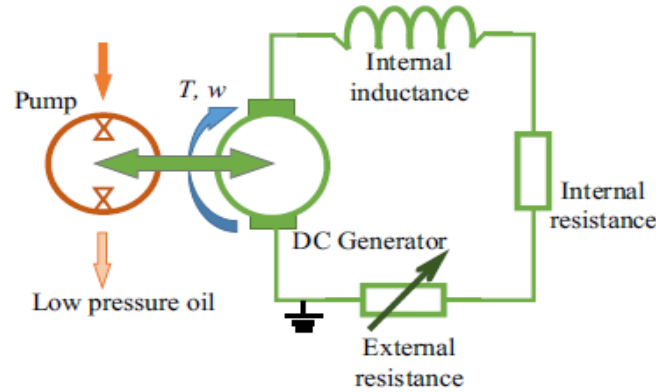 Pump
T, w
Internal
inductance
Internal
resistance
DC Generator
Low pressure oil
External
resistance